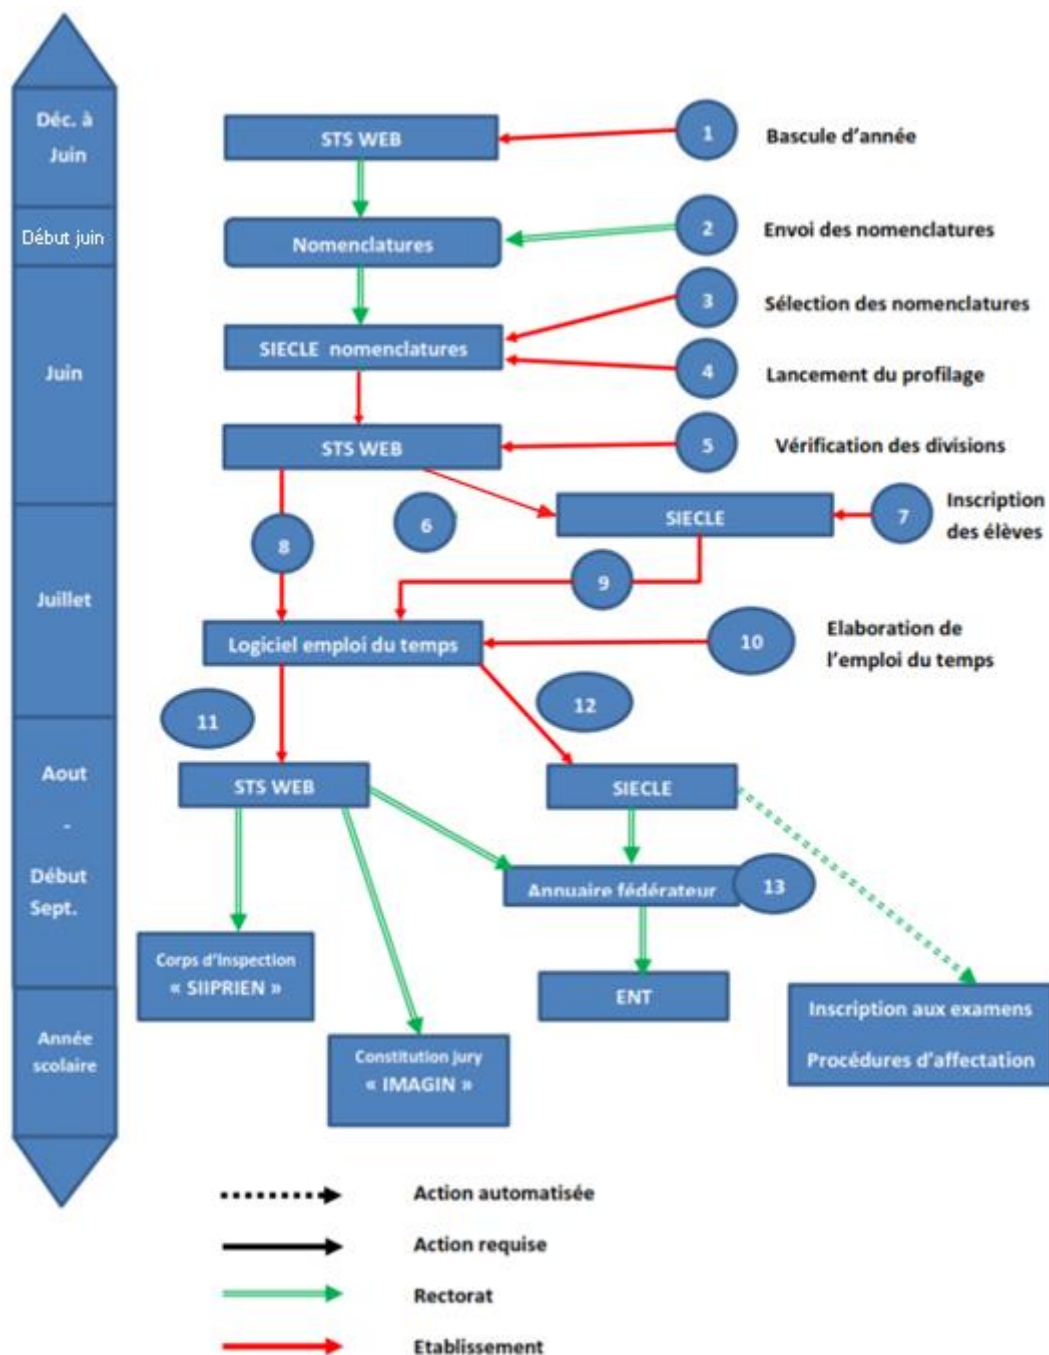 Déc. à
Juin
STS WEB
1
Bascule d'année
Début juin
Nomenclatures
2
Envoi des nomenclatures
3
Sélection des nomenclatures
Juin
SIECLE nomenclatures
4
Lancement du profilage
STS WEB
5
Vérification des divisions
6
SIECLE
7
Inscription
des élèves
8
9
Juillet
Logiciel emploi du temps
10
Elaboration de
l'emploi du temps
11
12
Aout
-
Début
Sept.
STS WEB
SIECLE
Annuaire fédérateur
13
Corps d'Inspection
« SIIPRIEN »
ENT
Inscription aux examens
Procédures d'affectation
Année
scolaire
Constitution jury
« IMAGIN »
Action automatisée
Action requise
Rectorat
Etablissement